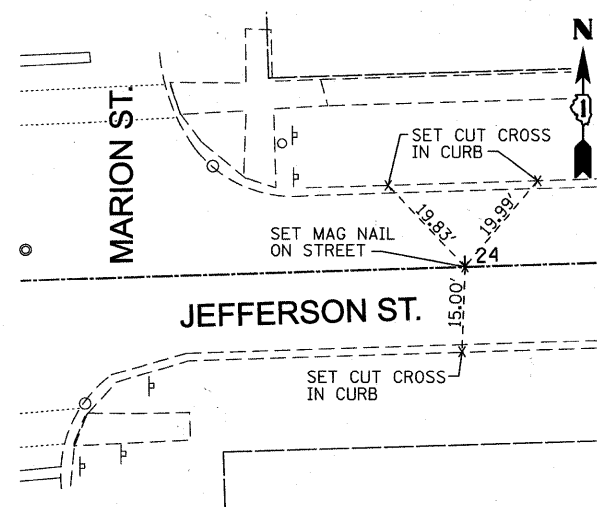 N
1
MARION ST.
SET CUT CROSS
IN CURB
19.83'
19.99'
SET MAG NAIL
ON STREET
24
JEFFERSON ST.
15.00'
SET CUT CROSS
IN CURB